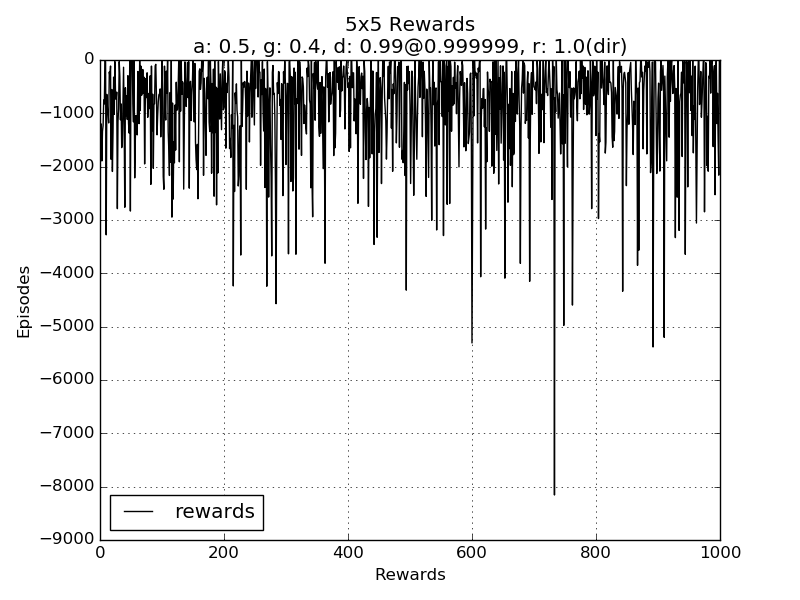 5x5 Rewards
a: 0.5, g: 0.4, d: 0.99@0.999999, r: 1.0(dir)
0
−1000
−2000
−3000
−4000
−5000
−6000
−7000
−8000
−9000
Episodes
rewards
0 200 400 600 800 1000
Rewards